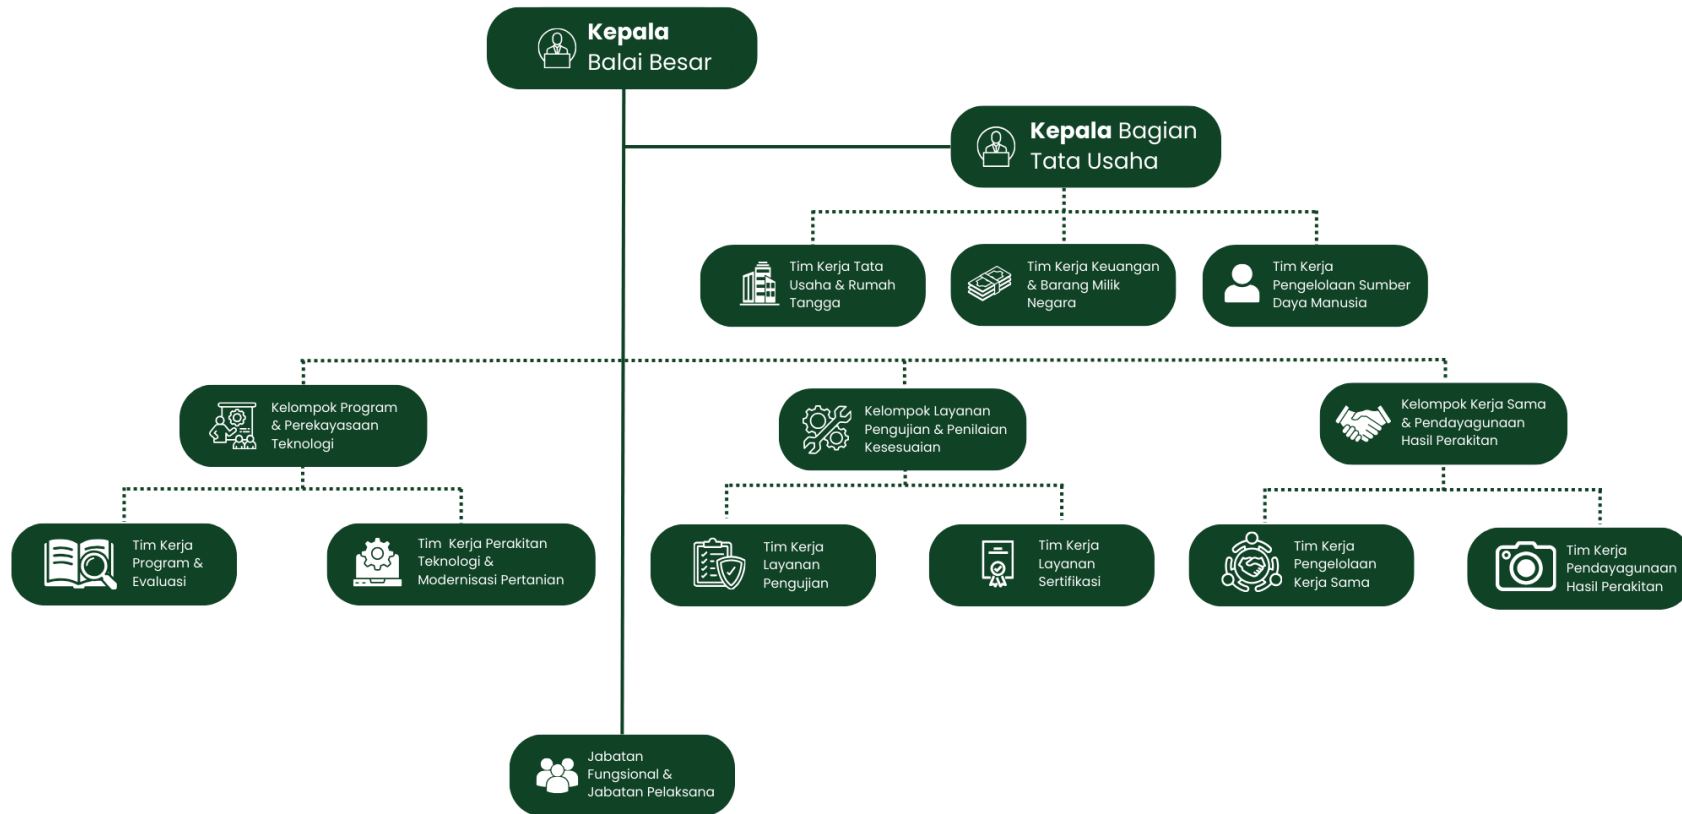 Kepala
Balai Besar
Kepala Bagian
Tata Usaha
Tim Kerja Tata
Usaha & Rumah
Tangga
Tim Kerja Keuangan
& Barang Milik
Negara
Tim Kerja
Pengelolaan Sumber
Daya Manusia
Kelompok Program
& Perekayasaan
Teknologi
Kelompok Layanan
Pengujian & Penilaian
Kesesuaian
Kelompok Kerja Sama
& Pendayagunaan
Hasil Perakitan
Tim Kerja
Program &
Evaluasi
Tim  Kerja Perakitan
Teknologi &
Modernisasi Pertanian
Tim Kerja
Layanan
Pengujian
Tim Kerja
Layanan
Sertifikasi
Tim Kerja
Pengelolaan
Kerja Sama
Tim Kerja
Pendayagunaan
Hasil Perakitan
Jabatan
Fungsional &
Jabatan Pelaksana